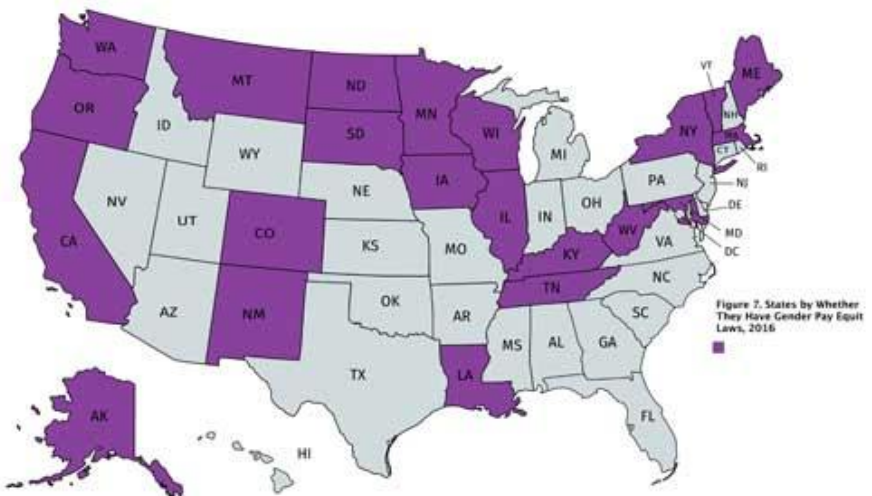 WA
MT
ND
MN
OR
ID
SD
WI
WY
MI
VT
ME
NH
NY
MA
CT
RI
NV
UT
CO
NE
IA
IL
IN
OH
PA
NJ
DE
MD
DC
CA
KS
MO
KY
WV
VA
AZ
NM
OK
AR
TN
NC
SC
TX
LA
MS
AL
GA
FL
AK
HI
Figure 7. States by Whether
They Have Gender Pay Equit
Laws, 2016